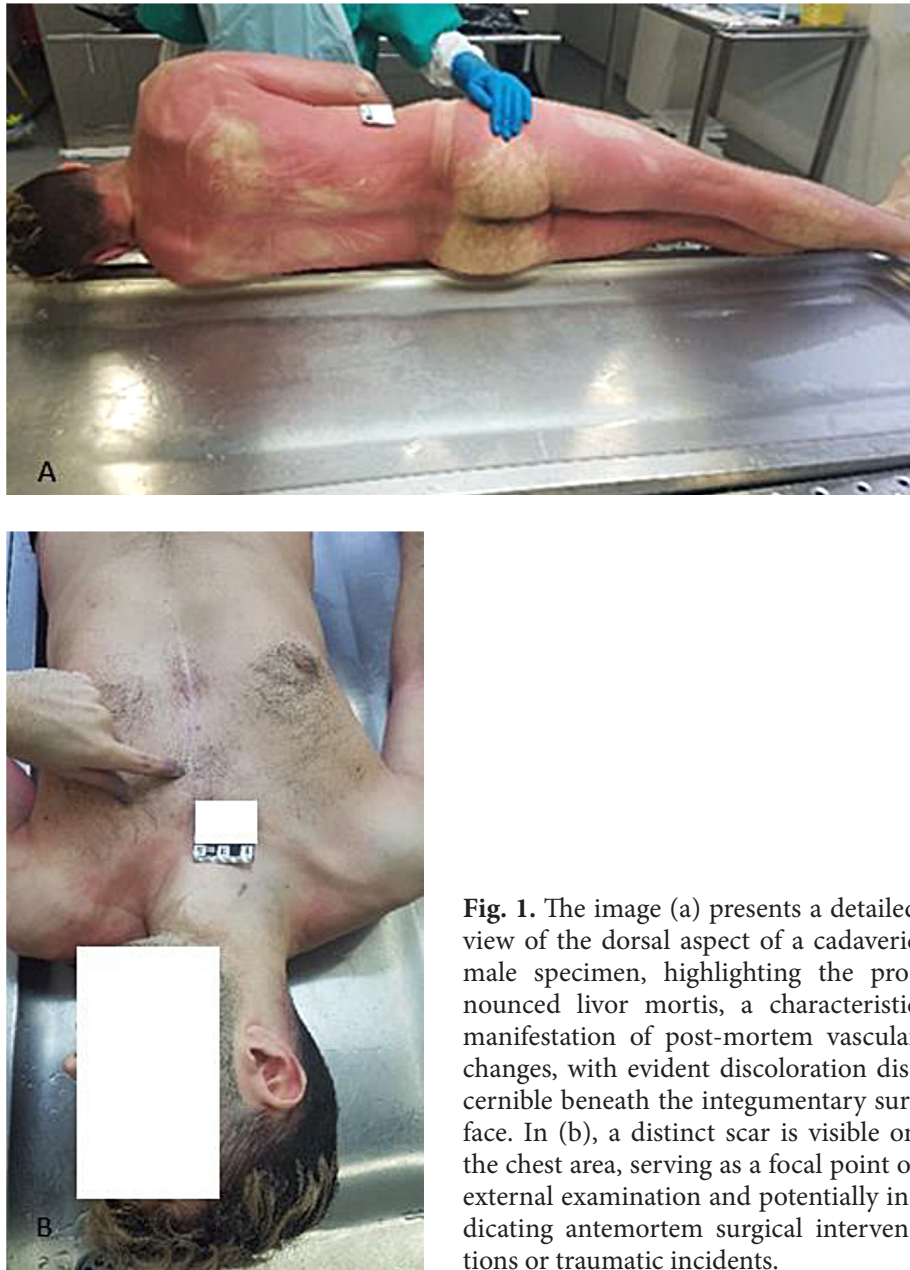 A
B
Fig. 1. The image (a) presents a detailed
view of the dorsal aspect of a cadaveric
male specimen, highlighting the pro-
nounced livor mortis, a characteristic
manifestation of post-mortem vascular
changes, with evident discoloration dis-
cernible beneath the integumentary sur-
face. In (b), a distinct scar is visible on
the chest area, serving as a focal point of
external examination and potentially in-
dicating antemortem surgical interven-
tions or traumatic incidents.